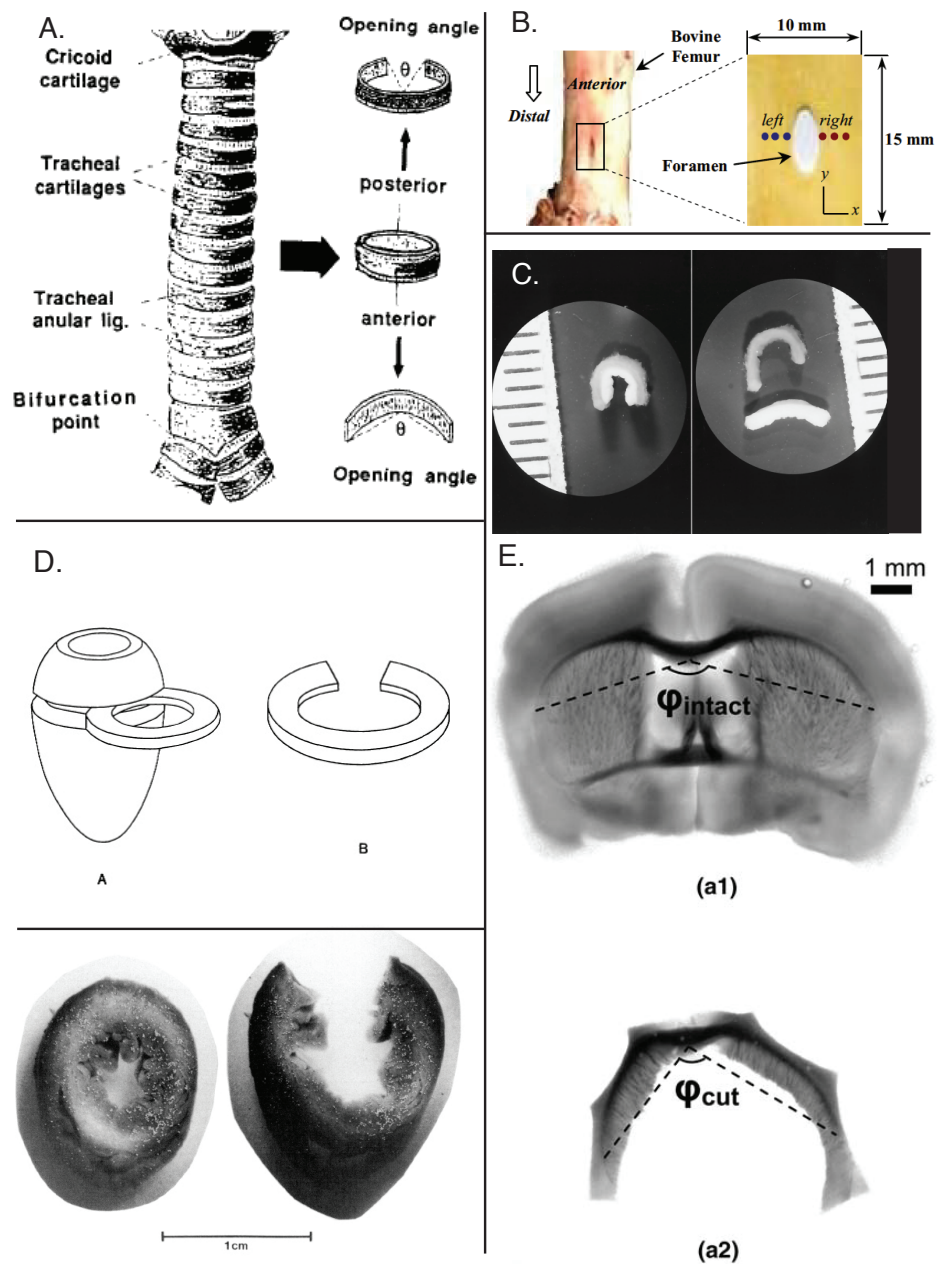 A.
Cricoid
cartilage
Tracheal
cartilages
Tracheal
anular lig.
Bifurcation
point
Opening angle
θ
posterior
anterior
θ
Opening angle
B.
Distal
Anterior
Bovine
Femur
10 mm
left
right
15 mm
Foramen
y
x
C.
D.
A
B
1cm
E.
1 mm
φintact
(a1)
φcut
(a2)